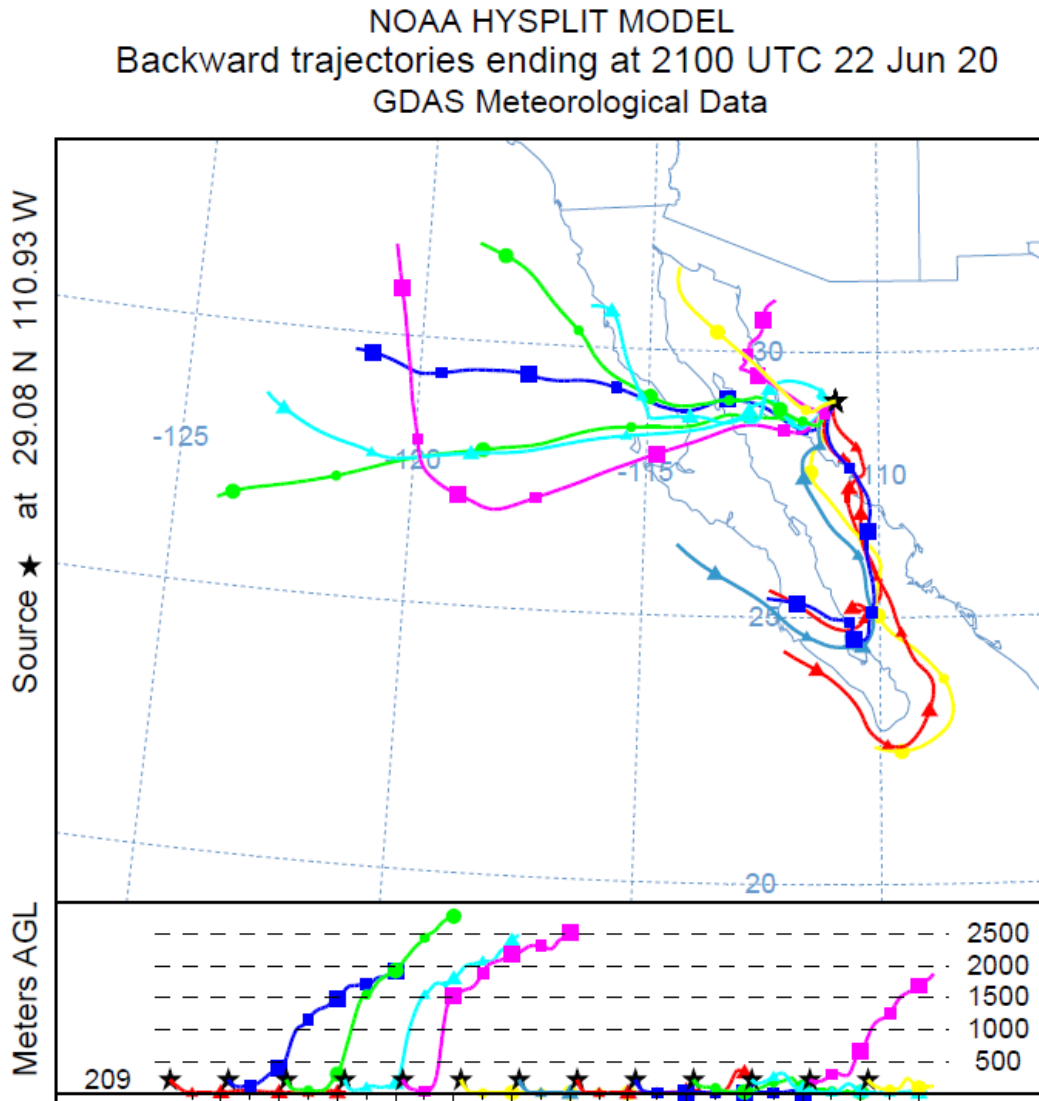 NOAA HYSPLIT MODEL
Backward trajectories ending at 2100 UTC 22 Jun 20
GDAS Meteorological Data
Source ★ at 29.08 N 110.93 W
30
-125
-120
-115
-110
25
20
Meters AGL
2500
2000
1500
1000
500
209